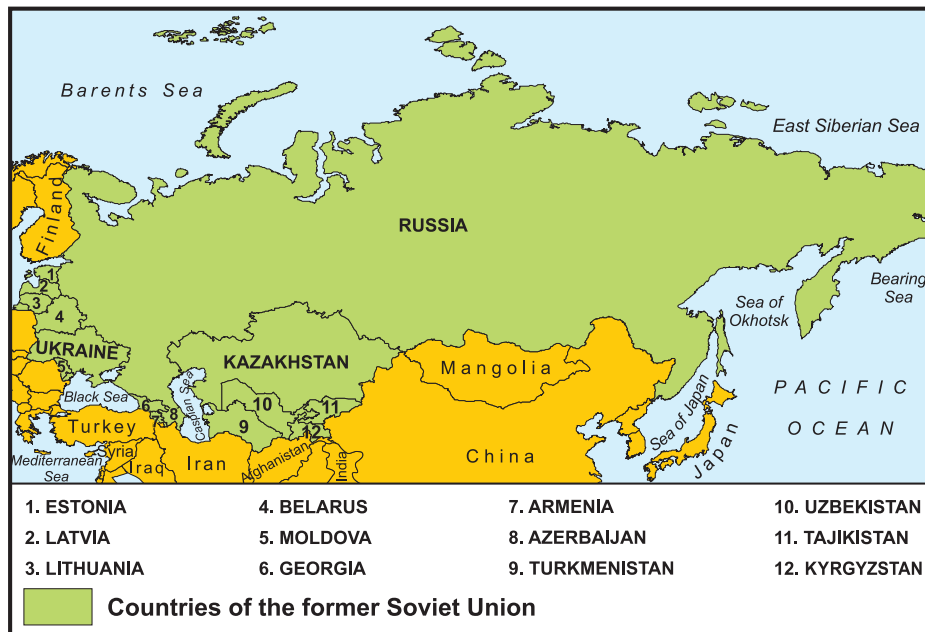 Barents Sea
East Siberian Sea
Finland
RUSSIA
Bearing
Sea
Sea of
Okhotsk
1
2
3
4
UKRAINE
5
KAZAKHSTAN
Mangolia
Black Sea
Casdian Sea
Sea of Japan
PACIFIC
OCEAN
6
7
8
9
10
11
12
Turkey
Syria
Iraq
Iran
Afghanistan
India
China
Japan
Mediterranean
Sea
1. ESTONIA
4. BELARUS
7. ARMENIA
10. UZBEKISTAN
2. LATVIA
5. MOLDOVA
8. AZERBAIJAN
11. TAJIKISTAN
3. LITHUANIA
6. GEORGIA
9. TURKMENISTAN
12. KYRGYZSTAN
Countries of the former Soviet Union